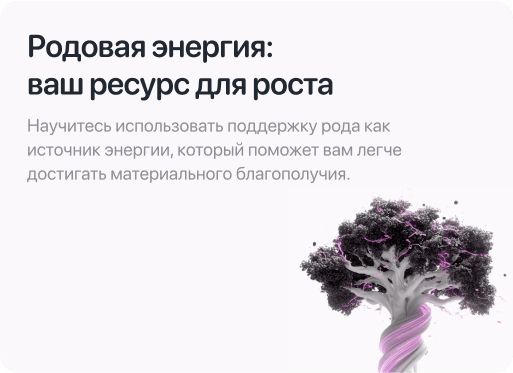 Родовая энергия:
ваш ресурс для роста
Научитесь использовать поддержку рода как
источник энергии, который поможет вам легче
достигать материального благополучия.